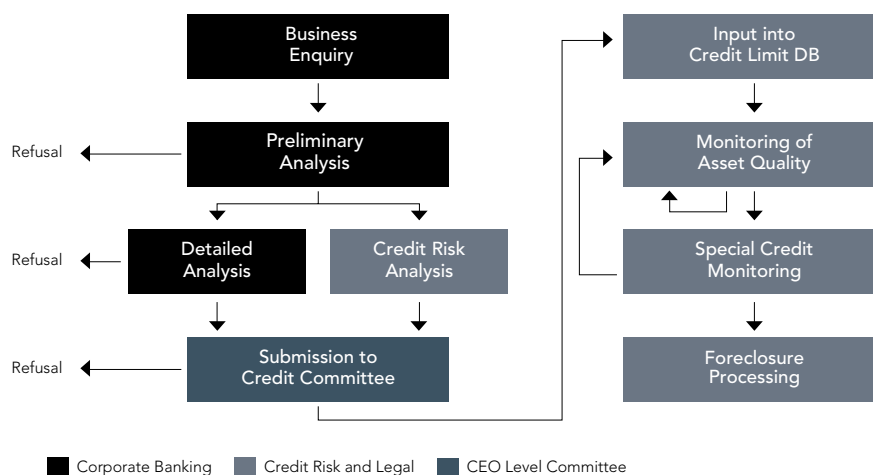 Business
Enquiry
Refusal
Preliminary
Analysis
Refusal
Detailed
Analysis
Credit Risk
Analysis
Refusal
Submission to
Credit Committee
Input into
Credit Limit DB
Monitoring of
Asset Quality
Special Credit
Monitoring
Foreclosure
Processing
Corporate Banking
Credit Risk and Legal
CEO Level Committee